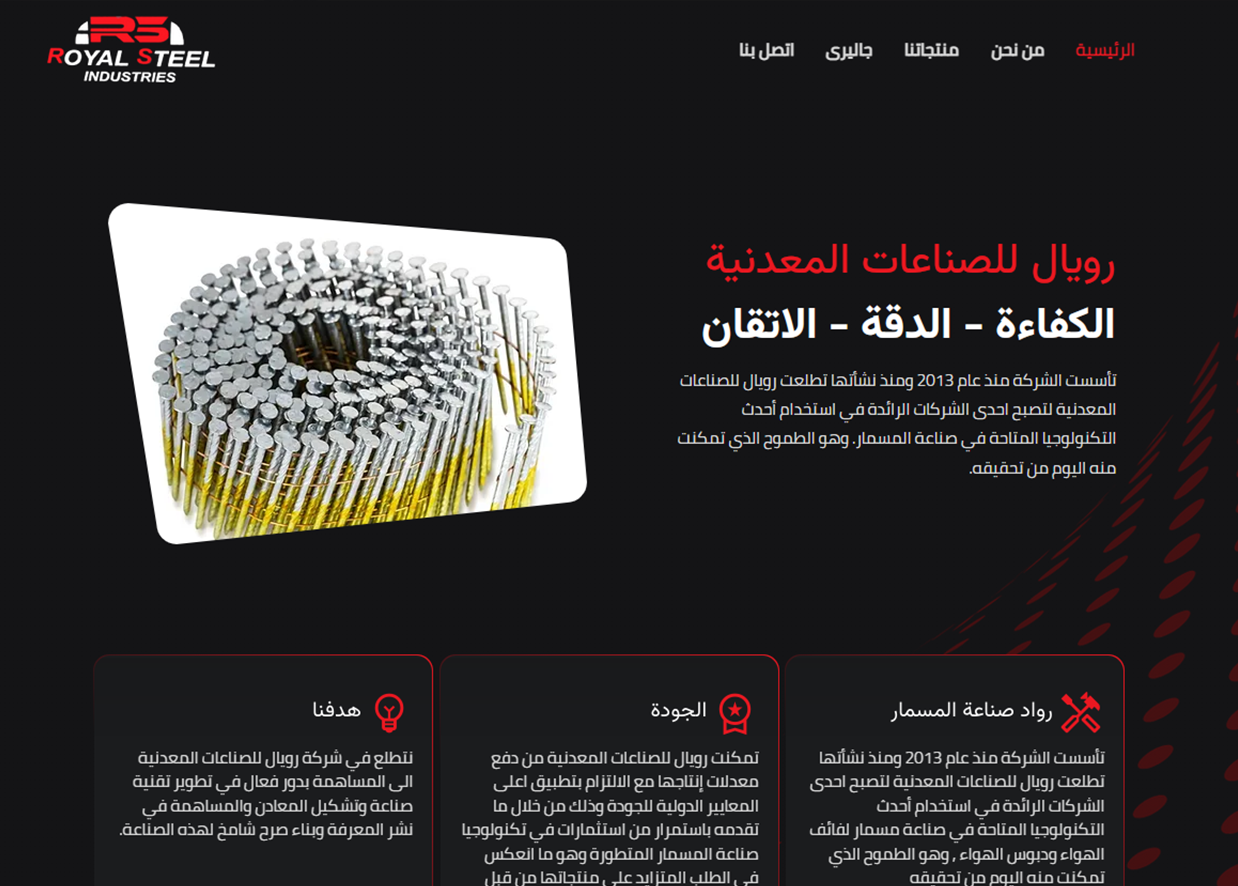 RS
ROYAL STEEL
INDUSTRIES
الرئيسية
من نحن
منتجاتنا
جاليرى
اتصل بنا
رويال للصناعات المعدنية
الكفاءة – الدقة – الاتقان
تأسست الشركة منذ عام 2013 ومنذ نشأتها تطلعت رويال للصناعات
المعدنية لتصبح احدى الشركات الرائدة في استخدام أحدث
التكنولوجيا المتاحة في صناعة المسمار. وهو الطموح الذي تمكنت
منه اليوم من تحقيقه.
رواد صناعة المسمار
تأسست الشركة منذ عام 2013 ومنذ نشأتها
تطلعت رويال للصناعات المعدنية لتصبح احدى
الشركات الرائدة في استخدام أحدث
التكنولوجيا المتاحة في صناعة مسمار لفائف
الهواء ودبوس الهواء , وهو الطموح الذي
تمكنت منه اليوم من تحقيقه
الجودة
تمكنت رويال للصناعات المعدنية من دفع
معدلات إنتاجها مع الالتزام بتطبيق اعلى
المعايير الدولية للجودة وذلك من خلال ما
تقدمه باستمرار من استثمارات في تكنولوجيا
صناعة المسمار المتطورة وهو ما انعكس
في الطلب المتزايد على منتجاتها من قبل
هدفنا
نتطلع في شركة رويال للصناعات المعدنية
الى المساهمة بدور فعال في تطوير تقنية
صناعة وتشكيل المعادن والمساهمة في
نشر المعرفة وبناء صرح شامخ لهذه الصناعة.